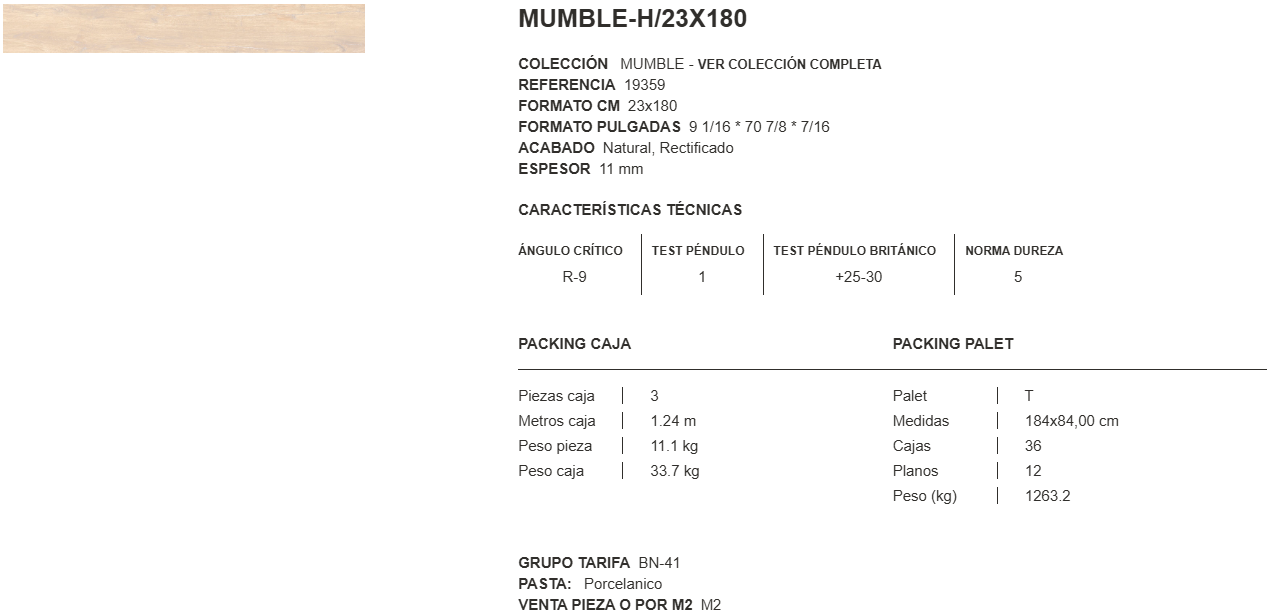 MUMBLE-H/23X180
COLECCIÓN MUMBLE - VER COLECCIÓN COMPLETA
REFERENCIA 19359
FORMATO CM 23x180
FORMATO PULGADAS 9 1/16 * 70 7/8 * 7/16
ACABADO Natural, Rectificado
ESPESOR 11 mm
CARACTERÍSTICAS TÉCNICAS
ÁNGULO CRÍTICO TEST PÉNDULO TEST PÉNDULO BRITÁNICO NORMA DUREZA
R-9 1 +25-30 5
PACKING CAJA PACKING PALET
Piezas caja 3 Palet T
Metros caja 1.24 m Medidas 184x84,00 cm
Peso pieza 11.1 kg Cajas 36
Peso caja 33.7 kg Planos 12
Peso (kg) 1263.2
GRUPO TARIFA BN-41
PASTA: Porcelanico
VENTA PIEZA O POR M2 M2